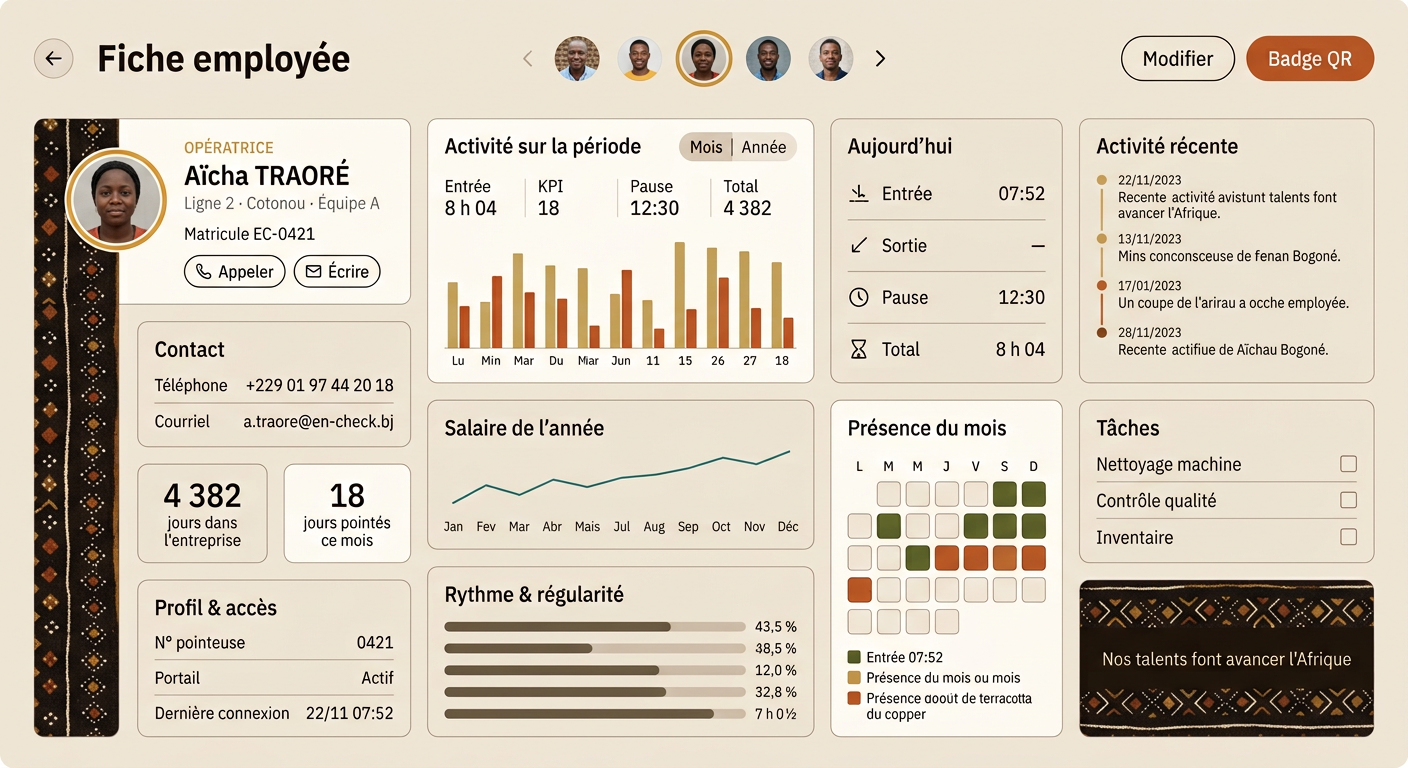 Fiche employée
Modifier
Badge QR
OPÉRATRICE
Aïcha TRAORÉ
Ligne 2 · Cotonou · Équipe A
Matricule EC-0421
Appeler
Écrire
Contact
Téléphone +229 01 97 44 20 18
Courriel a.traore@en-check.bj
4 382
jours dans
l'entreprise
18
jours pointés
ce mois
Profil & accès
N° pointeuse 0421
Portail Actif
Dernière connexion 22/11 07:52
Activité sur la période
Mois | Année
Entrée KPI Pause Total
8 h 04 18 12:30 4 382
Lu Min Mar Du Mar Jun 11 15 26 27 18
Salaire de l'année
Jan Fev Mar Abr Mais Jul Aug Sep Oct Nov Déc
Rythme & régularité
43,5 %
38,5 %
12,0 %
32,8 %
7 h 0½
Aujourd'hui
Entrée 07:52
Sortie –
Pause 12:30
Total 8 h 04
Présence du mois
L M M J V S D
Entrée 07:52
Présence du mois ou mois
Présence goout de terracotta
du copper
Activité récente
22/11/2023
Recente activité avistunt talents font
avancer l'Afrique.
13/11/2023
Mins conconsceuse de fenan Bogoné.
17/01/2023
Un coupe de l'arirau a ocche employée.
28/11/2023
Recente actifiue de Aïchau Bogoné.
Tâches
Nettoyage machine
Contrôle qualité
Inventaire
Nos talents font avancer l'Afrique